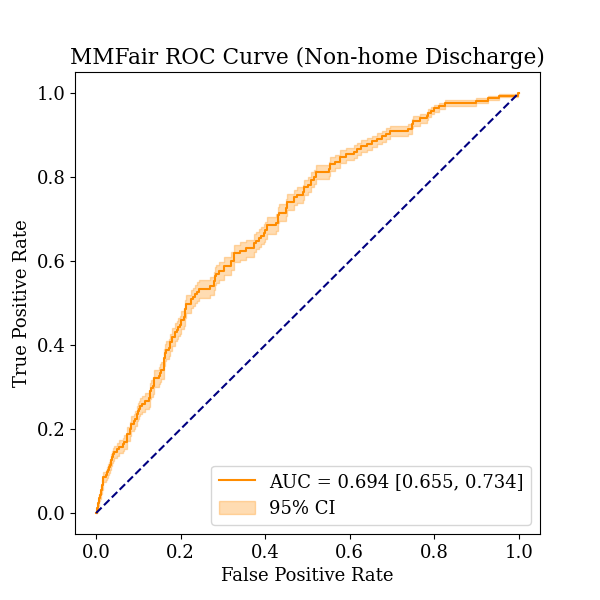 MMFair ROC Curve (Non-home Discharge)
1.0
0.8
0.6
0.4
0.2
0.0
True Positive Rate
AUC = 0.694 [0.655, 0.734]
95% CI
0.0 0.2 0.4 0.6 0.8 1.0
False Positive Rate